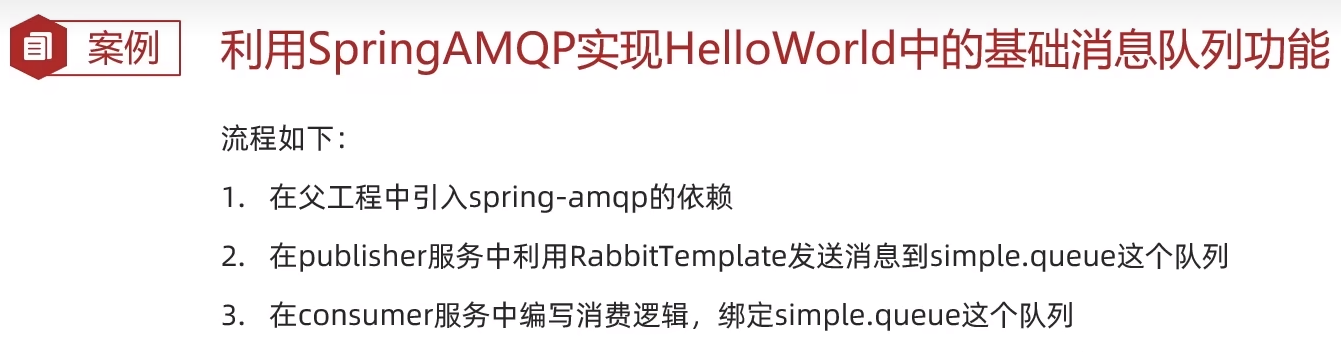 案例 利用SpringAMQP实现HelloWorld中的基础消息队列功能
流程如下：
1. 在父工程中引入spring-amqp的依赖
2. 在publisher服务中利用RabbitTemplate发送消息到simple.queue这个队列
3. 在consumer服务中编写消费逻辑，绑定simple.queue这个队列